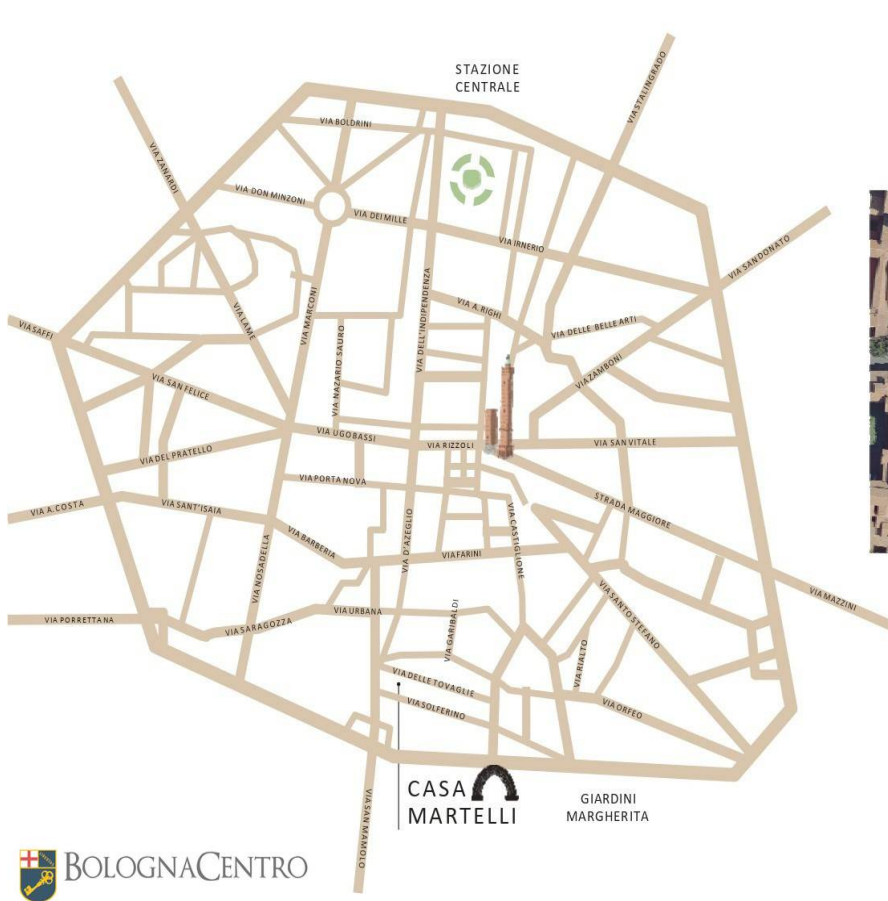 STAZIONE
CENTRALE
VIA STALINGRADO
VIA BOLDRINI
VIA ZANARDI
VIA DON MINZONI
VIA DEI MILLE
VIA IRNERIO
VIA SAN DONATO
VIA DELL'INDIPENDENZA
VIA A. RIGHI
VIA MARCONI
VIA LAME
VIA SAFFI
VIA DELLE BELLE ARTI
VIA ZAMBONI
VIA NAZARIO SAURO
VIA SAN FELICE
VIA UGO BASSI
VIA RIZZOLI
VIA SAN VITALE
VIA DEL PRATELLO
VIA PORTA NOVA
STRADA MAGGIORE
VIA A. COSTA
VIA SANT'ISAIA
VIA BARBERIA
VIA D'AZEGLIO
VIA FARINI
VIA CASTIGLIONE
VIA NOSADELLA
VIA MAZZINI
VIA SANTO STEFANO
VIA PORRETTANA
VIA SARAGOZZA
VIA URBANA
VIA GARIBALDI
VIA RIALTO
VIA DELLE TOVAGLIE
VIA SOLFERINO
VIA ORFEO
CASA
MARTELLI
GIARDINI
MARGHERITA
VIA SAN MAMOLO
BOLOGNACENTRO